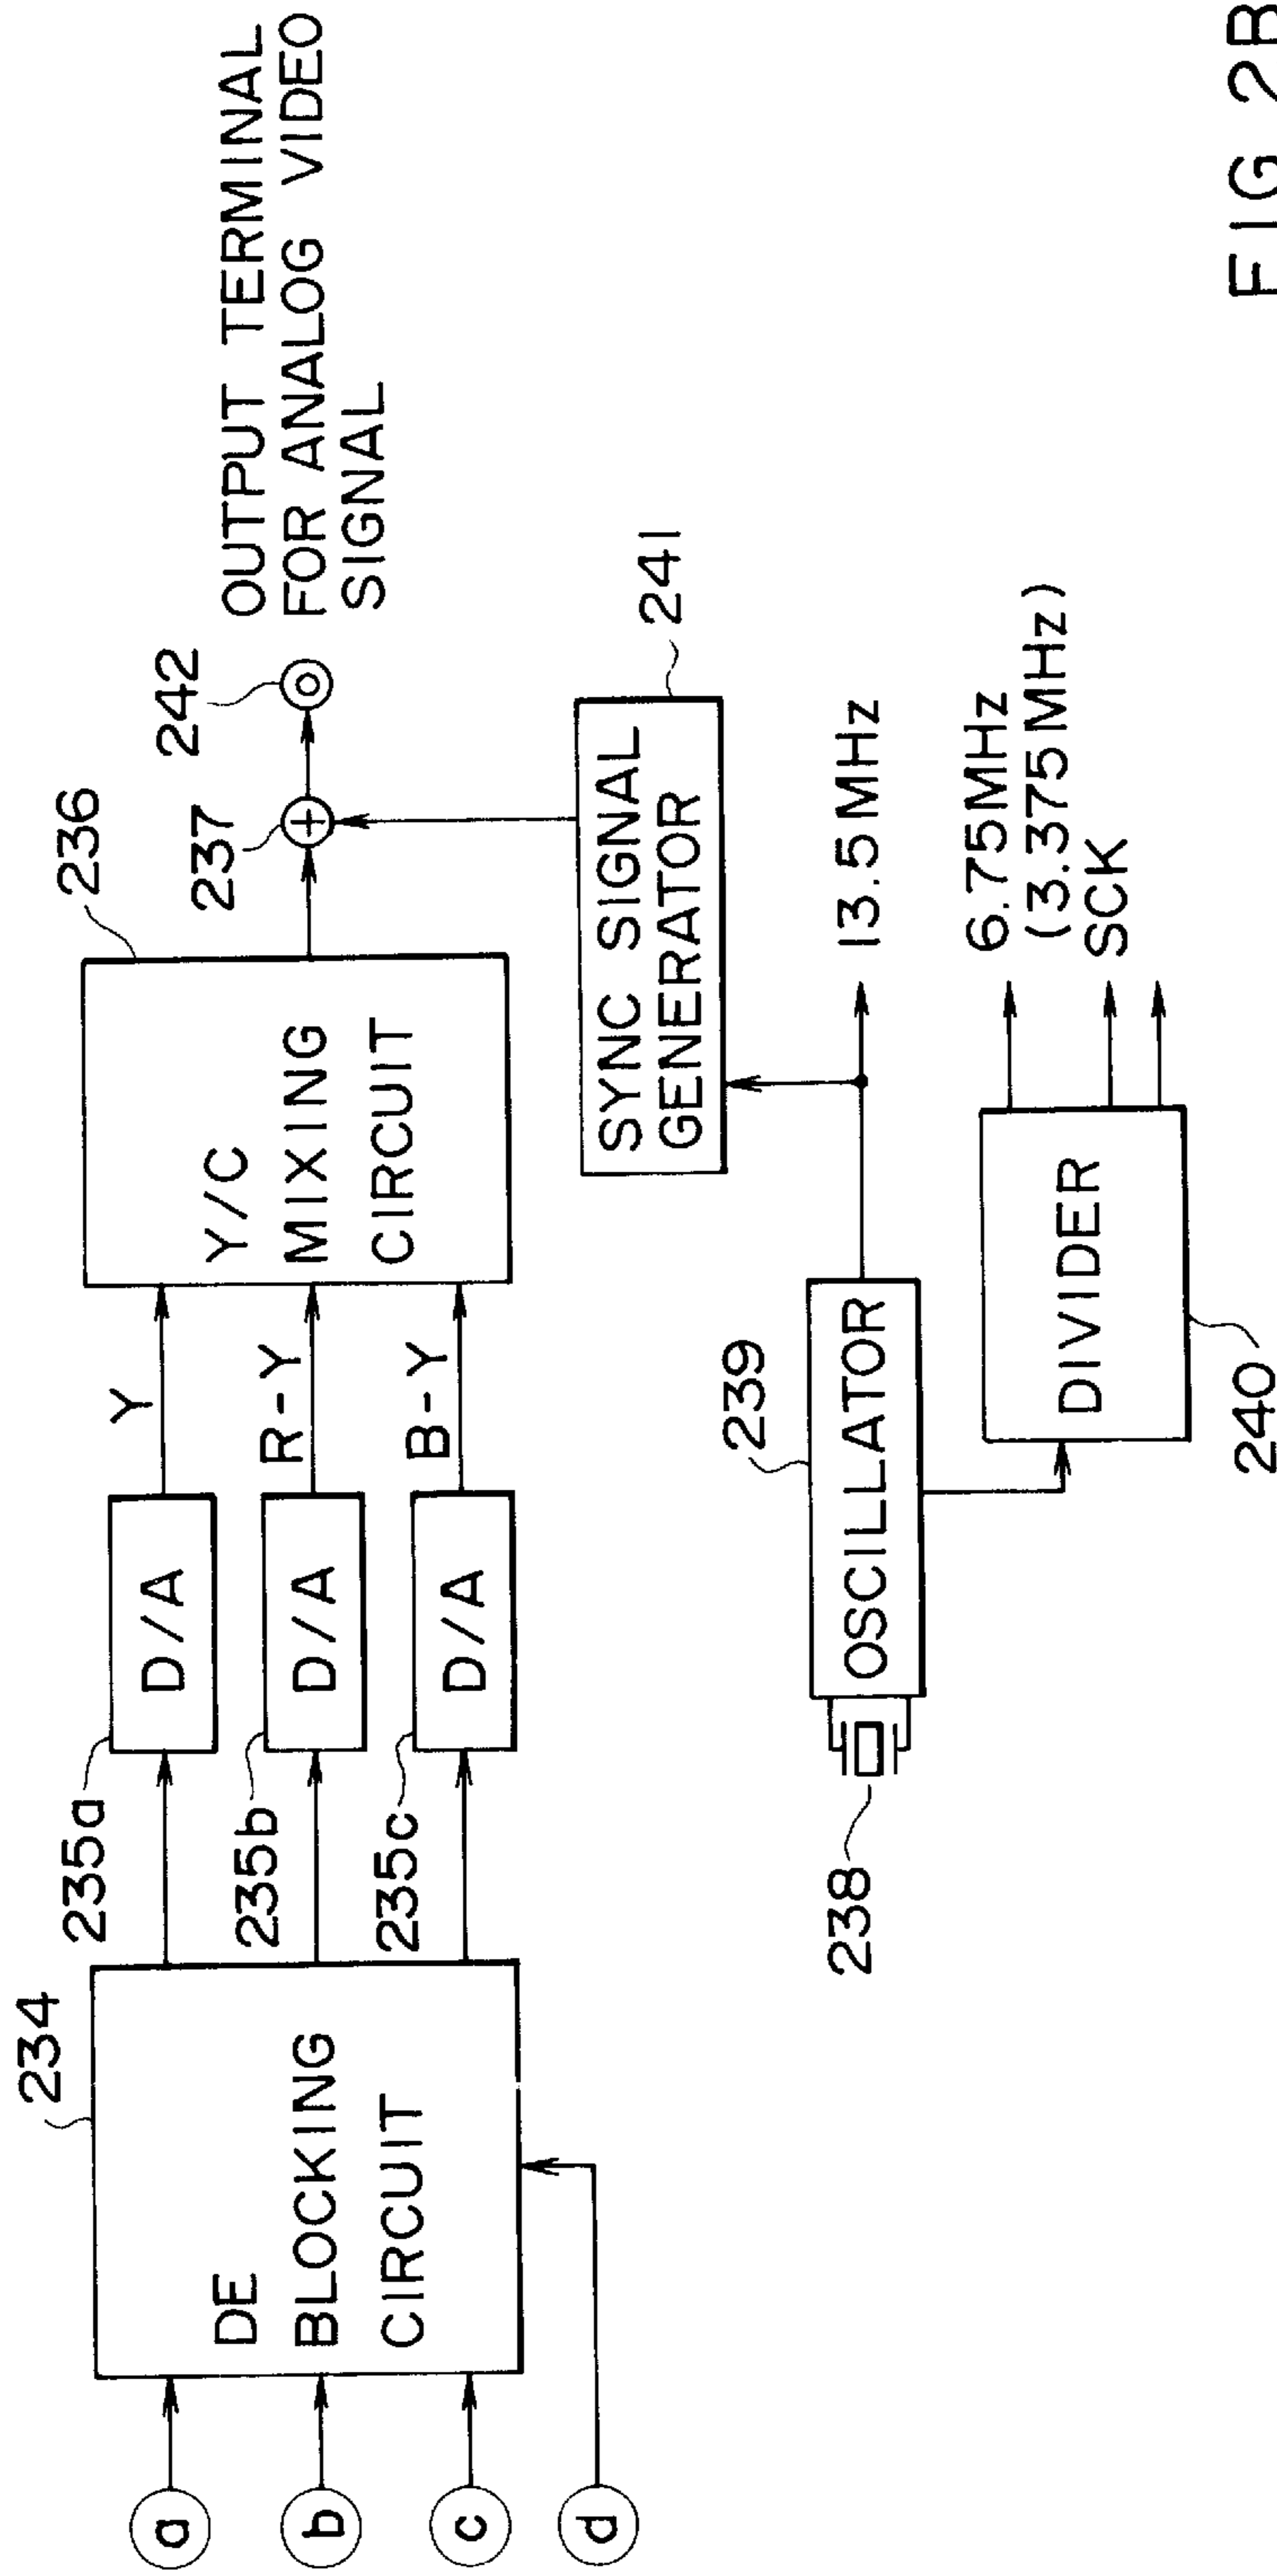 234
235a
235b
235c
236
237
242
OUTPUT TERMINAL
FOR ANALOG VIDEO
SIGNAL
a
b
c
d
DE
BLOCKING
CIRCUIT
D/A
D/A
D/A
Y
R-Y
B-Y
Y/C
MIXING
CIRCUIT
SYNC SIGNAL
GENERATOR
241
238
239
OSCILLATOR
13.5MHz
DIVIDER
240
6.75MHz
(3.375MHz)
SCK
FIG 2B